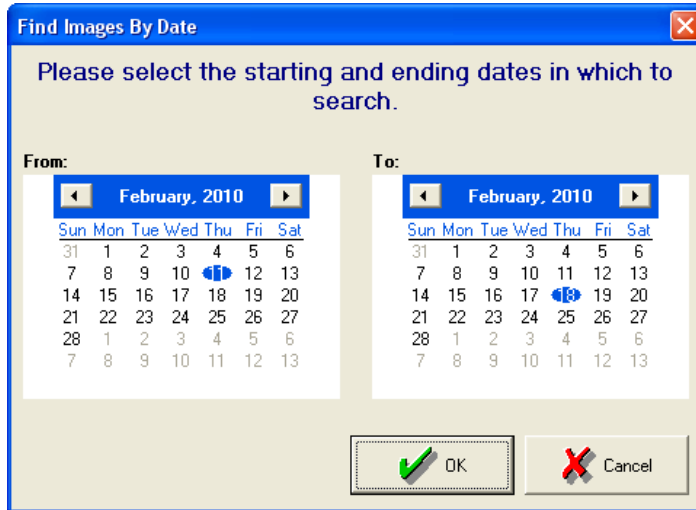 Find Images By Date
Please select the starting and ending dates in which to
search.
From:
February, 2010
Sun Mon Tue Wed Thu Fri Sat
31 1 2 3 4 5 6
7 8 9 10 11 12 13
14 15 16 17 18 19 20
21 22 23 24 25 26 27
28 1 2 3 4 5 6
7 8 9 10 11 12 13
To:
February, 2010
Sun Mon Tue Wed Thu Fri Sat
31 1 2 3 4 5 6
7 8 9 10 11 12 13
14 15 16 17 18 19 20
21 22 23 24 25 26 27
28 1 2 3 4 5 6
7 8 9 10 11 12 13
OK
Cancel